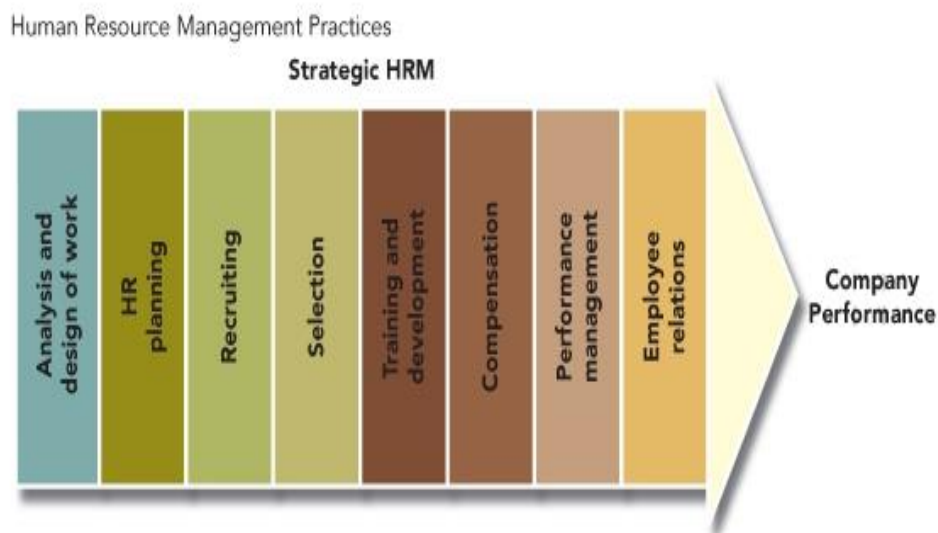 Human Resource Management Practices
Strategic HRM
Analysis and
design of work
HR
planning
Recruiting
Selection
Training and
development
Compensation
Performance
management
Employee
relations
Company
Performance